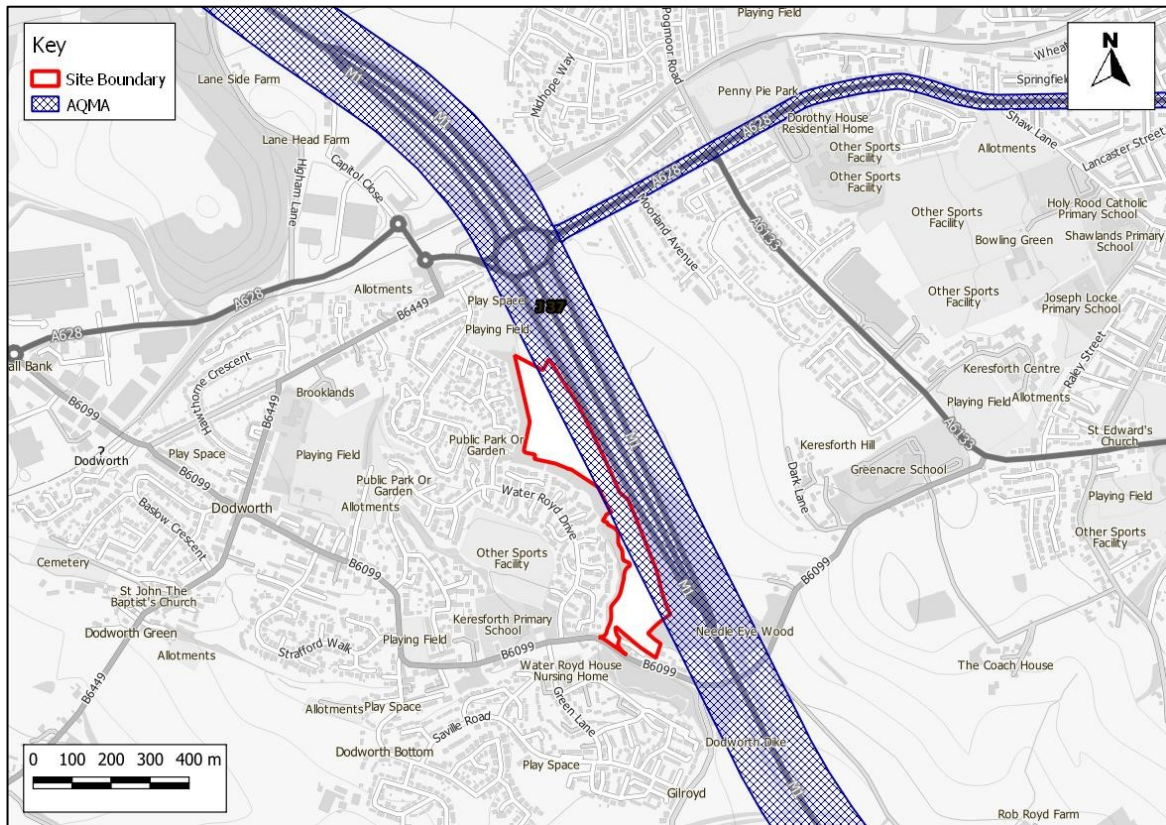 Key
Site Boundary
AQMA
N
0 100 200 300 400 m
Playing Field
Pogmoor Road
Midhope Way
Lane Side Farm
M1
M1
Penny Pie Park
Springfield
A628
Dorothy House
Residential Home
Other Sports
Facility
Other Sports
Facility
Allotments
Shaw Lane
Lancaster Street
Lane Head Farm
Capitol Close
Higham Lane
A628
Moorland Avenue
A6133
Other Sports
Facility
Bowling Green
Holy Rood Catholic
Primary School
Shawlands Primary
School
A628
A628
Allotments
B6449
Play Space
Playing Field
Other Sports
Facility
Joseph Locke
Primary School
Raley Street
Hawthorne Crescent
B6449
Brooklands
Keresforth Centre
Allotments
Playing Field
B6099
?
Dodworth
Play Space
Playing Field
Public Park Or
Garden
M1
Keresforth Hill
Greenacre School
A6133
St Edward's
Church
Public Park Or
Garden
Allotments
Water Royd Drive
Dark Lane
Playing Field
B6099
Dodworth
Baslow Crescent
Other Sports
Facility
Other Sports
Facility
Cemetery
B6099
B6099
M1
St John The
Baptist's Church
Keresforth Primary
School
Needle Eye Wood
Dodworth Green
Allotments
Strafford Walk
Playing Field
B6099
B6099
The Coach House
B6449
Water Royd House
Nursing Home
Green Lane
Allotments
Play Space
Saville Road
Dodworth Bottom
Dodworth Dike
Play Space
Gilroyd
M1
Rob Royd Farm